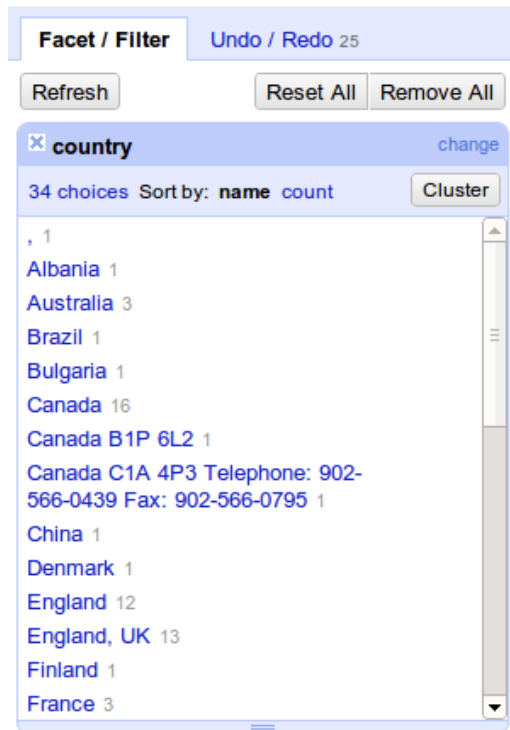 Facet / Filter Undo / Redo 25
Refresh Reset All Remove All
country change
34 choices Sort by: name count Cluster
, 1
Albania 1
Australia 3
Brazil 1
Bulgaria 1
Canada 16
Canada B1P 6L2 1
Canada C1A 4P3 Telephone: 902-
566-0439 Fax: 902-566-0795 1
China 1
Denmark 1
England 12
England, UK 13
Finland 1
France 3